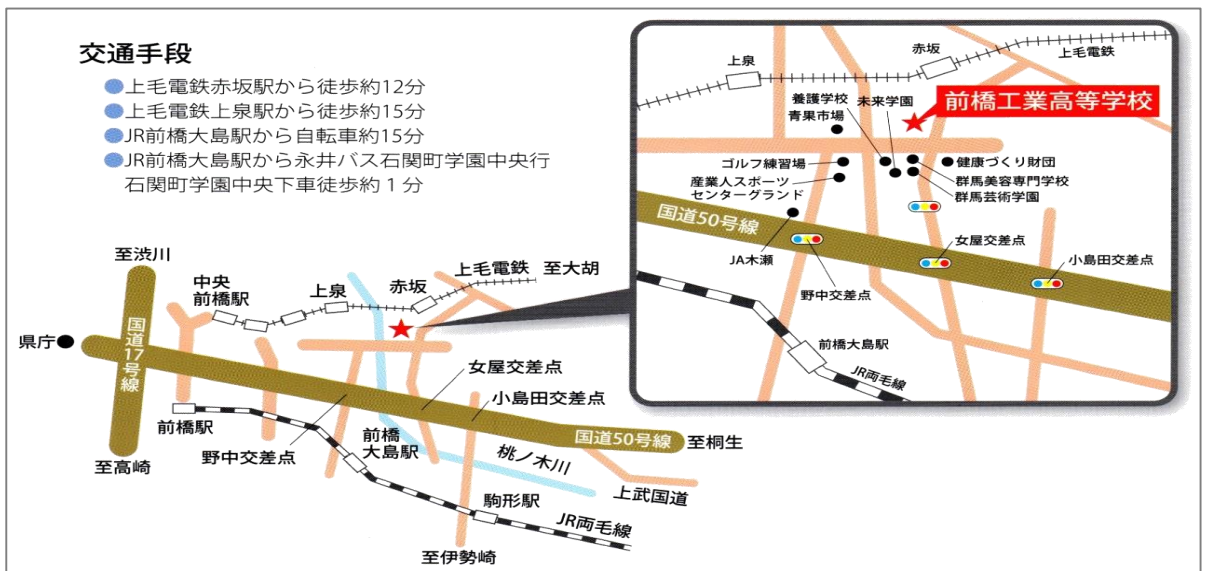 交通手段
●上毛電鉄赤坂駅から徒歩約12分
●上毛電鉄上泉駅から徒歩約15分
●JR前橋大島駅から自転車約15分
●JR前橋大島駅から永井バス石関町学園中央行
石関町学園中央下車徒歩約１分
至渋川
中央
前橋駅
上泉
赤坂
上毛電鉄
至大胡
県庁
国道17号線
女屋交差点
小島田交差点
前橋駅
野中交差点
前橋
大島駅
桃ノ木川
国道50号線
至桐生
至高崎
上武国道
駒形駅
JR両毛線
至伊勢崎
上泉
赤坂
上毛電鉄
前橋工業高等学校
養護学校
未来学園
青果市場
ゴルフ練習場
健康づくり財団
産業人スポーツ
センターグランド
群馬美容専門学校
群馬芸術学園
国道50号線
JA木瀬
女屋交差点
小島田交差点
野中交差点
前橋大島駅
JR両毛線